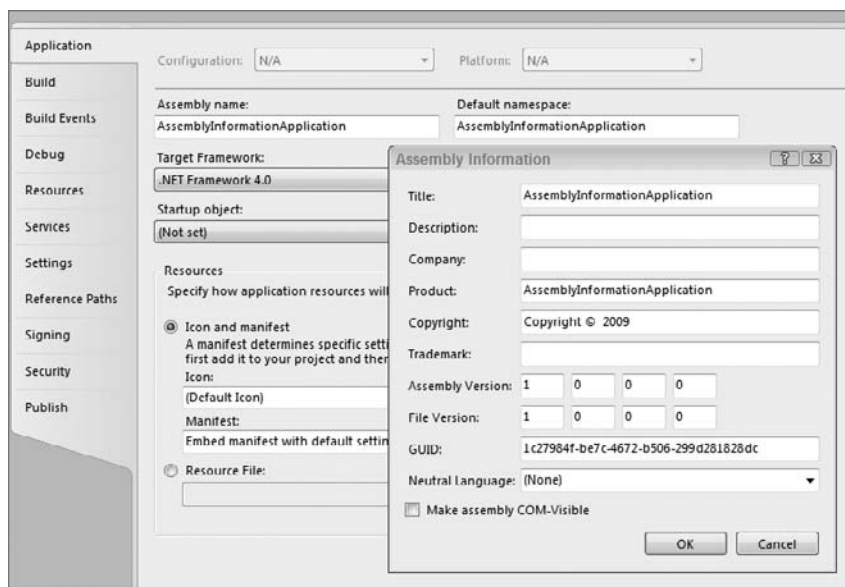 Application
Build
Build Events
Debug
Resources
Services
Settings
Reference Paths
Signing
Security
Publish
Configuration: N/A Platform: N/A
Assembly name: Default namespace:
AssemblyInformationApplication AssemblyInformationApplication
Target Framework:
.NET Framework 4.0
Startup object:
(Not set)
Resources
Specify how application resources will
Icon and manifest
A manifest determines specific setti
first add it to your project and then
Icon:
(Default Icon)
Manifest:
Embed manifest with default settin
Resource File:
Assembly Information
Title: AssemblyInformationApplication
Description:
Company:
Product: AssemblyInformationApplication
Copyright: Copyright © 2009
Trademark:
Assembly Version: 1 0 0 0
File Version: 1 0 0 0
GUID: 1c27984f-be7c-4672-b506-299d281828dc
Neutral Language: (None)
Make assembly COM-Visible
OK Cancel